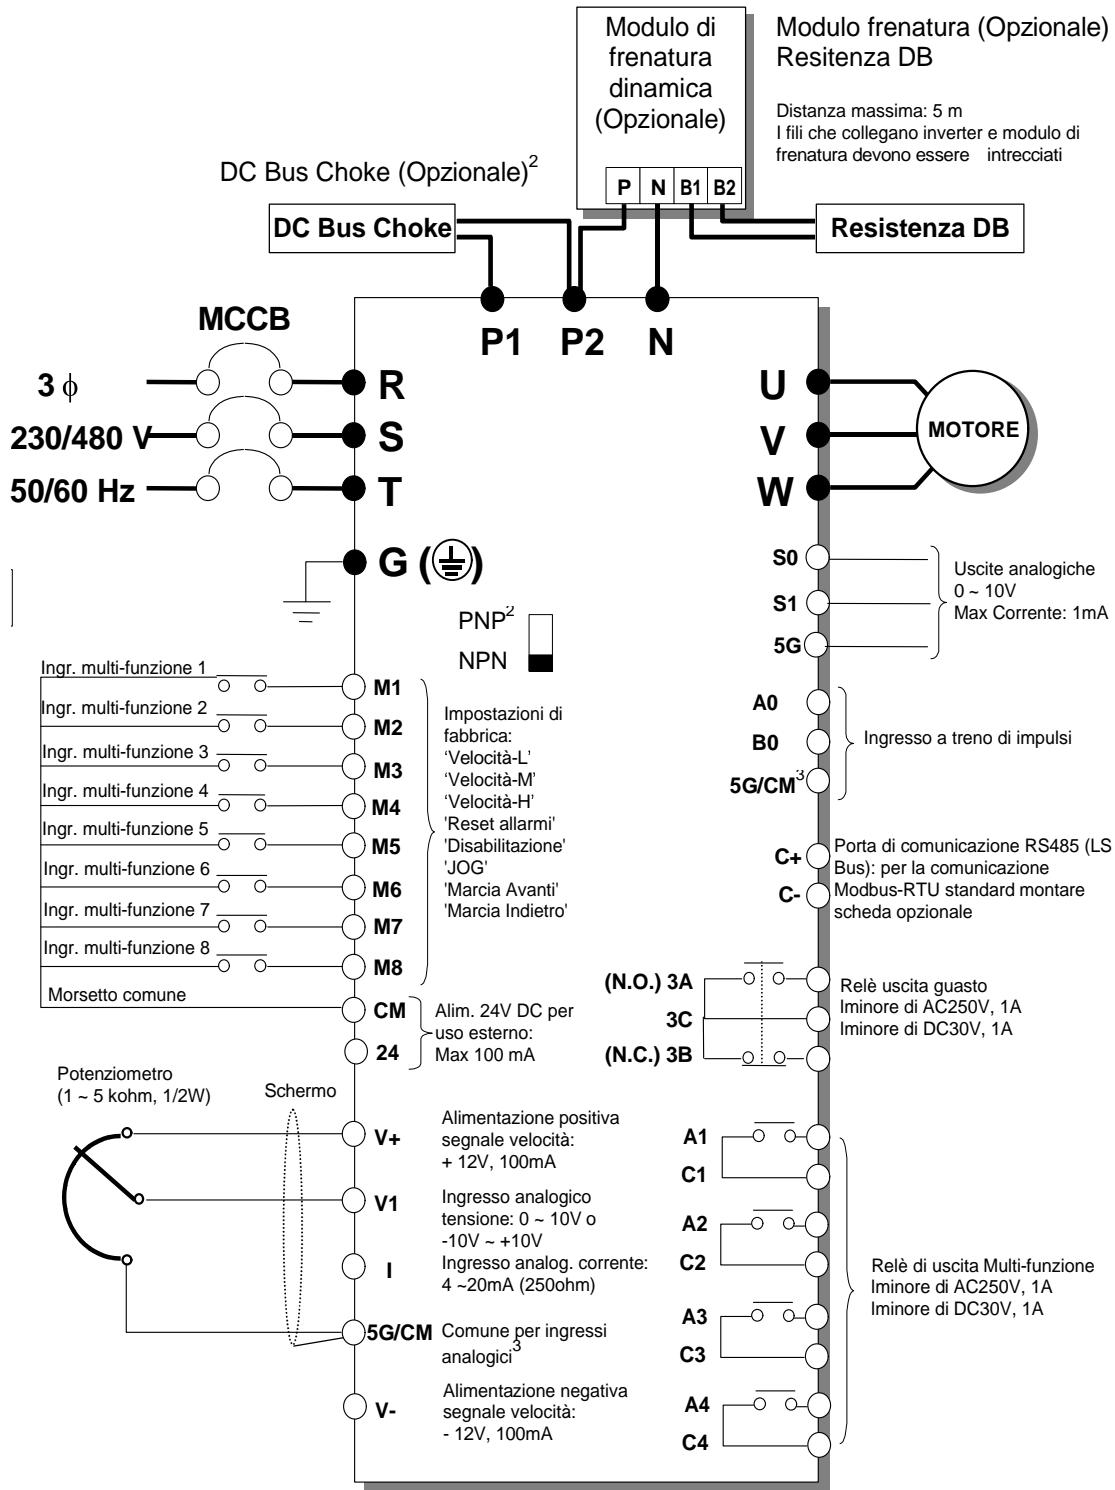 Modulo di
frenatura
dinamica
(Opzionale)
P N B1 B2
Modulo frenatura (Opzionale)
Resitenza DB
Distanza massima: 5 m
I fili che collegano inverter e modulo di
frenatura devono essere intrecciati
DC Bus Choke (Opzionale)2
DC Bus Choke
Resistenza DB
P1 P2 N
MCCB
3 ϕ
230/480 V
50/60 Hz
R
S
T
G ( )
U
V
W
MOTORE
PNP2
NPN
S0
S1
5G
Uscite analogiche
0 ~ 10V
Max Corrente: 1mA
Ingr. multi-funzione 1
Ingr. multi-funzione 2
Ingr. multi-funzione 3
Ingr. multi-funzione 4
Ingr. multi-funzione 5
Ingr. multi-funzione 6
Ingr. multi-funzione 7
Ingr. multi-funzione 8
Morsetto comune
M1
M2
M3
M4
M5
M6
M7
M8
CM
24
Impostazioni di
fabbrica:
‘Velocità-L’
‘Velocità-M’
‘Velocità-H’
'Reset allarmi'
'Disabilitazione'
'JOG'
'Marcia Avanti'
'Marcia Indietro'
Alim. 24V DC per
uso esterno:
Max 100 mA
A0
B0
5G/CM3
Ingresso a treno di impulsi
C+
C-
Porta di comunicazione RS485 (LS
Bus): per la comunicazione
Modbus-RTU standard montare
scheda opzionale
(N.O.) 3A
3C
(N.C.) 3B
Relè uscita guasto
Iminore di AC250V, 1A
Iminore di DC30V, 1A
Potenziometro
(1 ~ 5 kohm, 1/2W)
Schermo
V+
V1
I
5G/CM
V-
Alimentazione positiva
segnale velocità:
+ 12V, 100mA
Ingresso analogico
tensione: 0 ~ 10V o
-10V ~ +10V
Ingresso analog. corrente:
4 ~20mA (250ohm)
Comune per ingressi
analogici3
Alimentazione negativa
segnale velocità:
- 12V, 100mA
A1
C1
A2
C2
A3
C3
A4
C4
Relè di uscita Multi-funzione
Iminore di AC250V, 1A
Iminore di DC30V, 1A